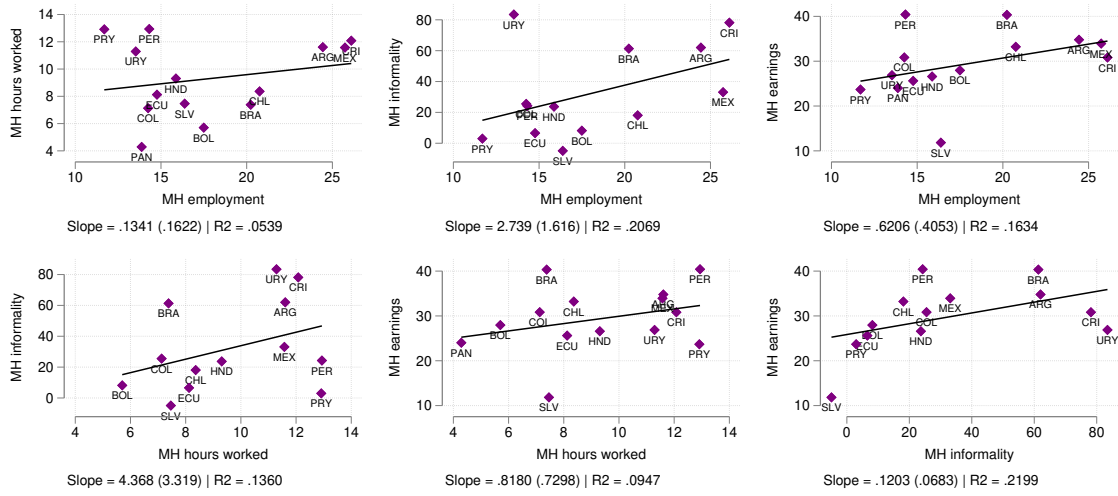 MH hours worked
14
12
10
8
6
4
10
15
20
25
MH employment
PRY
PER
URY
ARG
CRI
MEX
HND
ECU
COL
SLV
CHL
BRA
BOL
PAN
Slope = .1341 (.1622) | R2 = .0539
MH informality
80
60
40
20
0
10
15
20
25
MH employment
URY
CRI
BRA
ARG
MEX
COL
PER
HND
CHL
PRY
ECU
BOL
SLV
Slope = 2.739 (1.616) | R2 = .2069
MH earnings
40
30
20
10
10
15
20
25
MH employment
PER
BRA
ARG
MEX
CHL
CRI
COL
URY
ECU
HND
BOL
PRY
PAN
SLV
Slope = .6206 (.4053) | R2 = .1634
MH informality
80
60
40
20
0
4
6
8
10
12
14
MH hours worked
URY
CRI
BRA
ARG
MEX
COL
HND
PER
CHL
BOL
ECU
PRY
SLV
Slope = 4.368 (3.319) | R2 = .1360
MH earnings
40
30
20
10
4
6
8
10
12
14
MH hours worked
BRA
PER
ARG
MEX
CHL
COL
CRI
BOL
ECU
HND
URY
PAN
PRY
SLV
Slope = .8180 (.7298) | R2 = .0947
MH earnings
40
30
20
10
0
20
40
60
80
MH informality
PER
BRA
CHL
MEX
ARG
COL
CRI
BOL
ECU
HND
URY
PRY
SLV
Slope = .1203 (.0683) | R2 = .2199